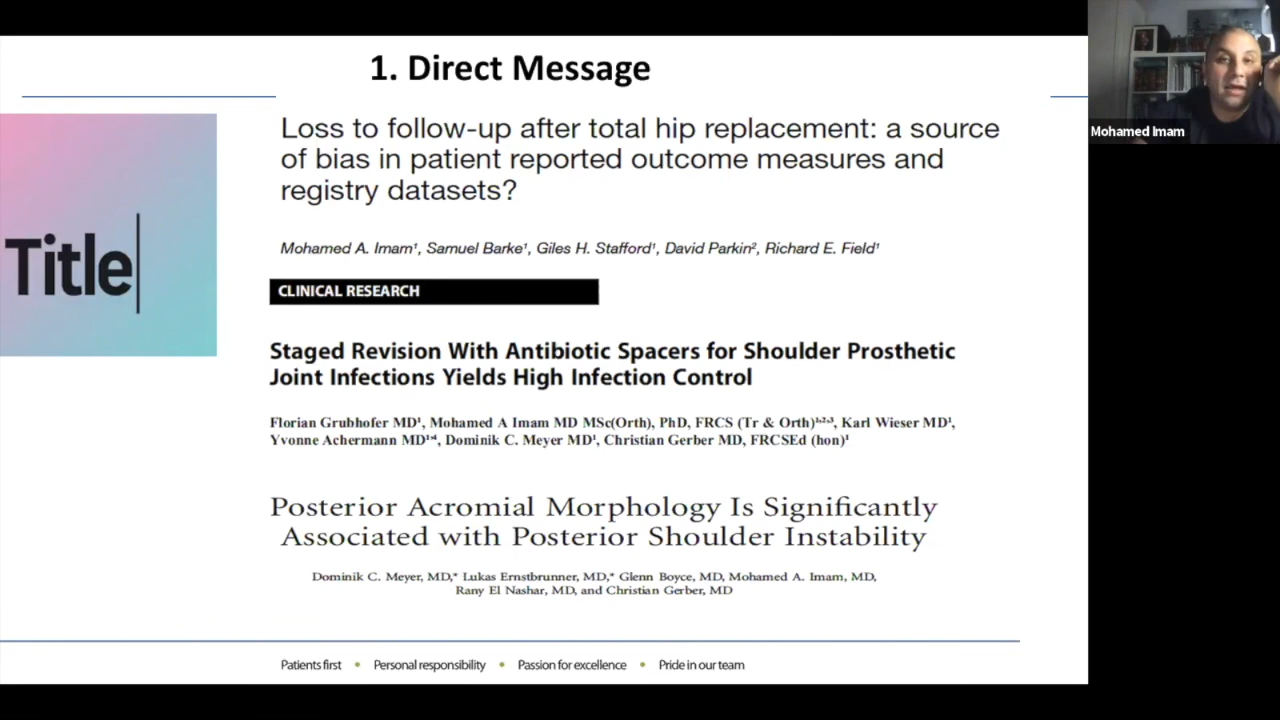 1. Direct Message
Title
Loss to follow-up after total hip replacement: a source
of bias in patient reported outcome measures and
registry datasets?
Mohamed A. Imam¹, Samuel Barke¹, Giles H. Stafford¹, David Parkin², Richard E. Field¹
CLINICAL RESEARCH
Staged Revision With Antibiotic Spacers for Shoulder Prosthetic
Joint Infections Yields High Infection Control
Florian Grubhofer MD¹, Mohamed A Imam MD MSc(Orth), PhD, FRCS (Tr & Orth)¹,²,³, Karl Wieser MD¹,
Yvonne Achermann MD¹,⁴, Dominik C. Meyer MD¹, Christian Gerber MD, FRCSEd (hon)¹
Posterior Acromial Morphology Is Significantly
Associated with Posterior Shoulder Instability
Dominik C. Meyer, MD,* Lukas Ernstbrunner, MD,* Glenn Boyce, MD, Mohamed A. Imam, MD,
Rany El Nashar, MD, and Christian Gerber, MD
Patients first • Personal responsibility • Passion for excellence • Pride in our team
Mohamed Imam